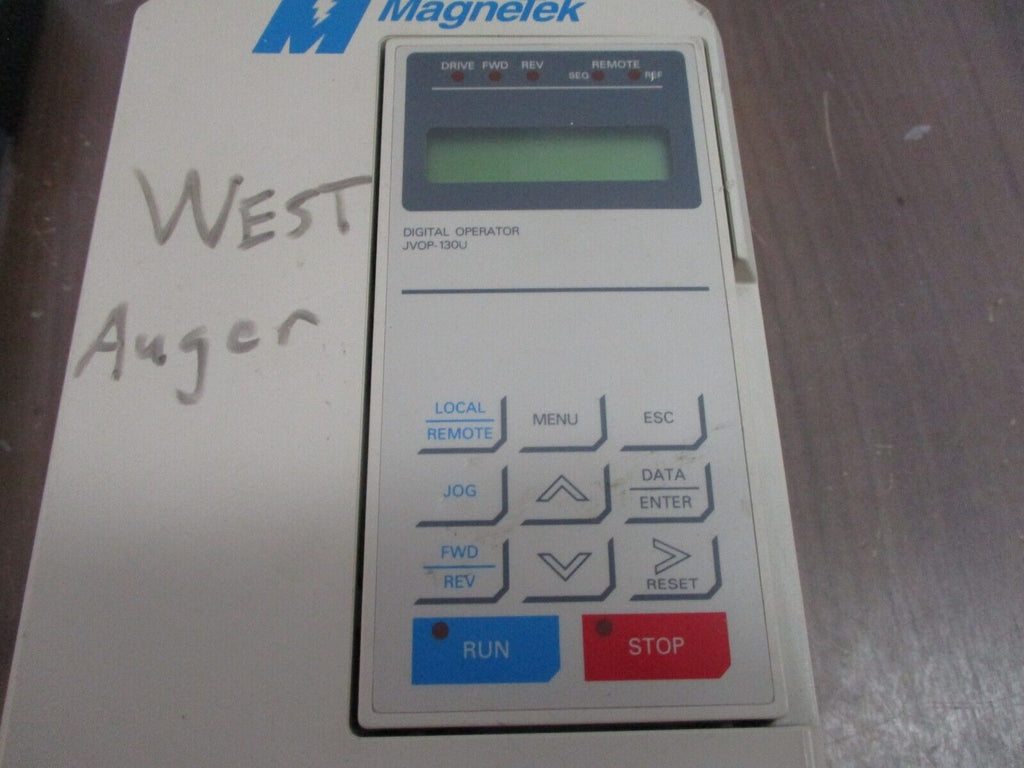 Magnetek
DRIVE FWD REV REMOTE
SEQ REF
WEST
Auger
DIGITAL OPERATOR
JVOP-130U
LOCAL
REMOTE
MENU
ESC
JOG
DATA
ENTER
FWD
REV
RESET
RUN
STOP